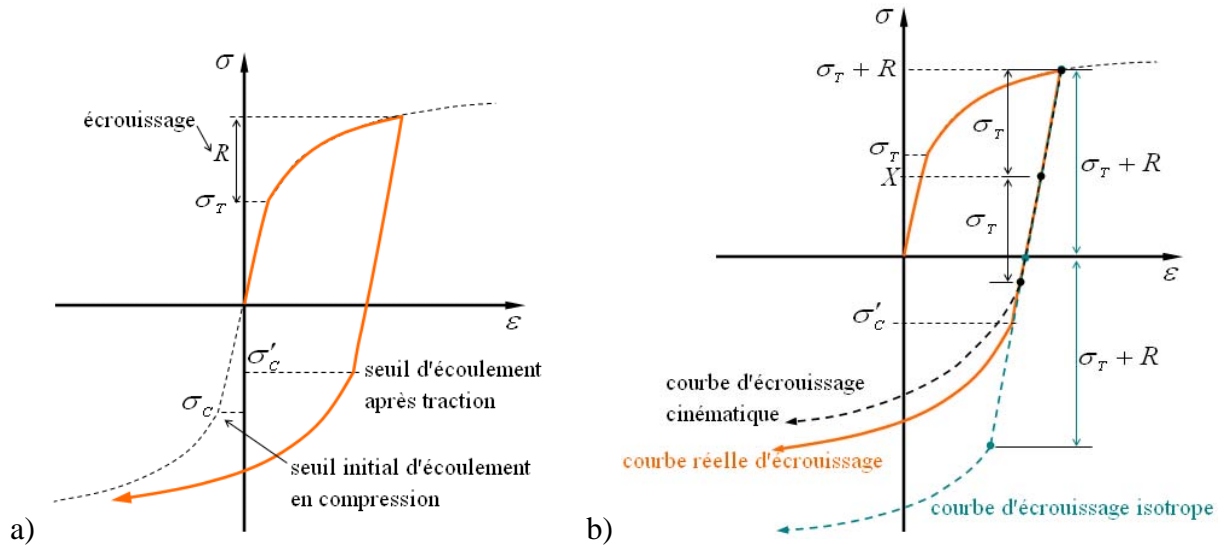 σ
écrouissage
R
σ_T
ε
σ'_C
seuil d'écoulement
après traction
σ_C
seuil initial d'écoulement
en compression
a)
σ
σ_T + R
σ_T
σ_T
X
σ_T + R
σ_T
ε
σ'_C
σ_T + R
courbe d'écrouissage
cinématique
courbe réelle d'écrouissage
courbe d'écrouissage isotrope
b)